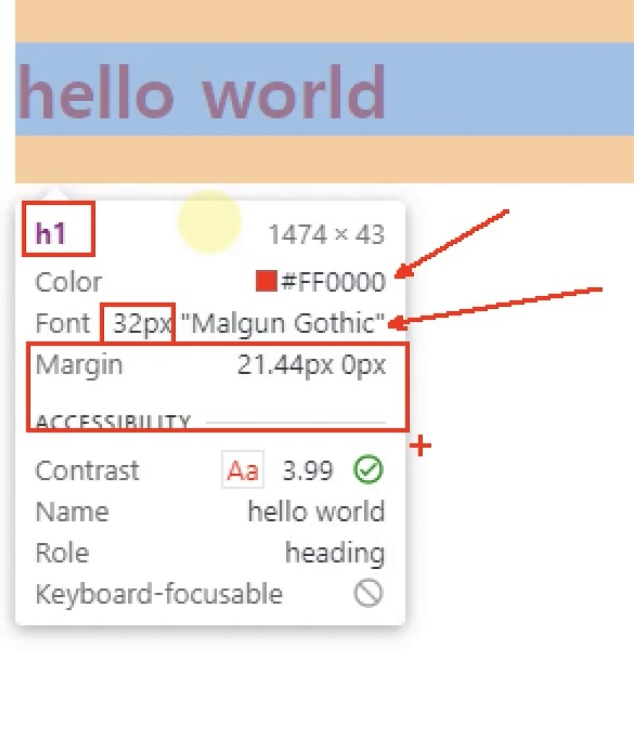 hello world
h1 1474 × 43
Color #FF0000
Font 32px "Malgun Gothic"
Margin 21.44px 0px
ACCESSIBILITY
Contrast Aa 3.99
Name hello world
Role heading
Keyboard-focusable